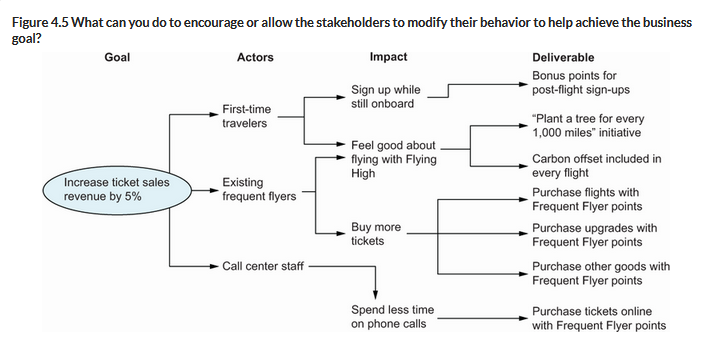 Figure 4.5 What can you do to encourage or allow the stakeholders to modify their behavior to help achieve the business
goal?
Goal
Actors
Impact
Deliverable
Increase ticket sales
revenue by 5%
First-time
travelers
Existing
frequent flyers
Call center staff
Sign up while
still onboard
Feel good about
flying with Flying
High
Buy more
tickets
Spend less time
on phone calls
Bonus points for
post-flight sign-ups
"Plant a tree for every
1,000 miles" initiative
Carbon offset included in
every flight
Purchase flights with
Frequent Flyer points
Purchase upgrades with
Frequent Flyer points
Purchase other goods with
Frequent Flyer points
Purchase tickets online
with Frequent Flyer points